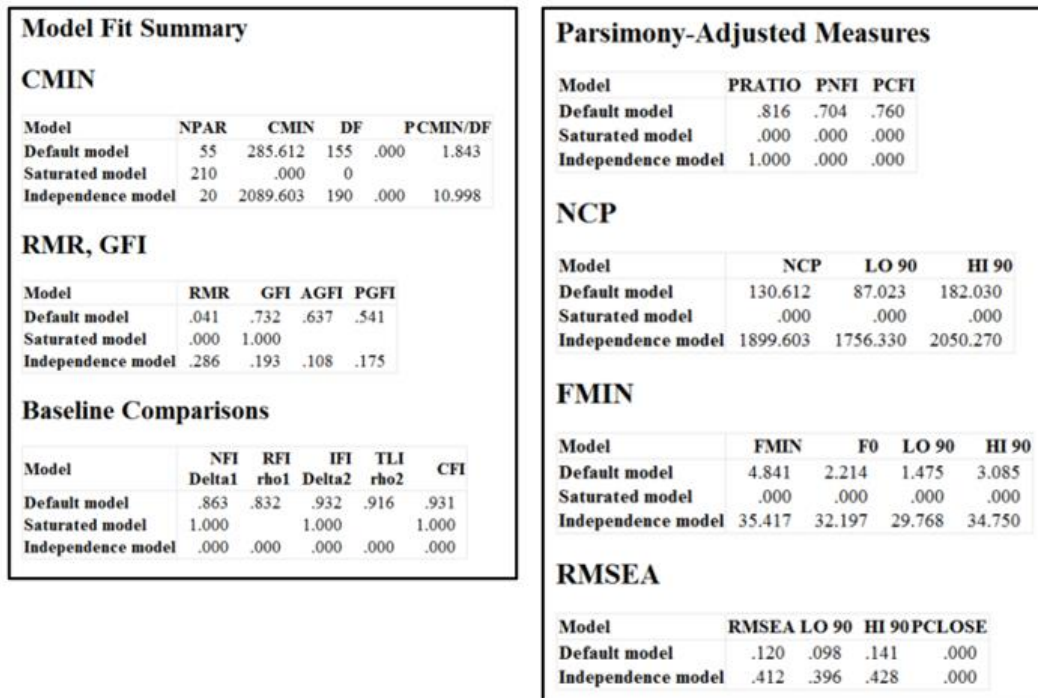 Model Fit Summary
CMIN
Model NPAR CMIN DF P CMIN/DF
Default model 55 285.612 155 .000 1.843
Saturated model 210 .000 0
Independence model 20 2089.603 190 .000 10.998
RMR, GFI
Model RMR GFI AGFI PGFI
Default model .041 .732 .637 .541
Saturated model .000 1.000
Independence model .286 .193 .108 .175
Baseline Comparisons
Model NFI Delta1 RFI rho1 IFI Delta2 TLI rho2 CFI
Default model .863 .832 .932 .916 .931
Saturated model 1.000 1.000 1.000
Independence model .000 .000 .000 .000 .000
Parsimony-Adjusted Measures
Model PRATIO PNFI PCFI
Default model .816 .704 .760
Saturated model .000 .000 .000
Independence model 1.000 .000 .000
NCP
Model NCP LO 90 HI 90
Default model 130.612 87.023 182.030
Saturated model .000 .000 .000
Independence model 1899.603 1756.330 2050.270
FMIN
Model FMIN F0 LO 90 HI 90
Default model 4.841 2.214 1.475 3.085
Saturated model .000 .000 .000 .000
Independence model 35.417 32.197 29.768 34.750
RMSEA
Model RMSEA LO 90 HI 90 PCLOSE
Default model .120 .098 .141 .000
Independence model .412 .396 .428 .000